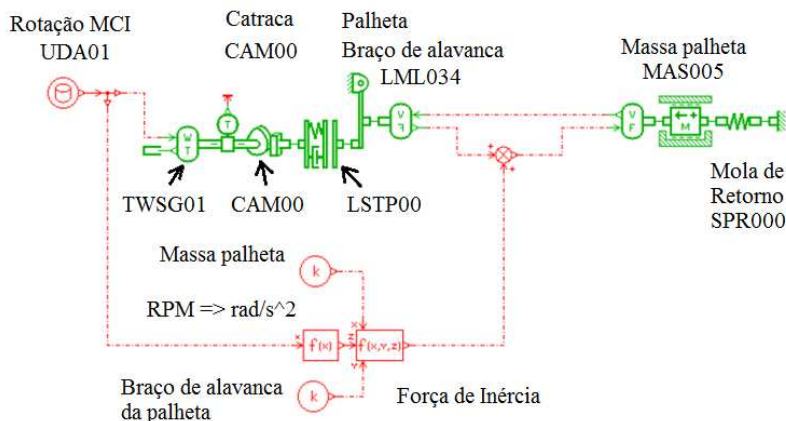 Rotação MCI
UDA01
Catraca
CAM00
Palheta
Braço de alavanca
LML034
Massa palheta
MAS005
W
T
T
V
F
V
F
M
+
+
TWSG01
CAM00
LSTP00
Mola de
Retorno
SPR000
Massa palheta
k
RPM => rad/s^2
x
f(x)
X
Z
Y
f(x,y,z)
Braço de alavanca
da palheta
k
Força de Inércia